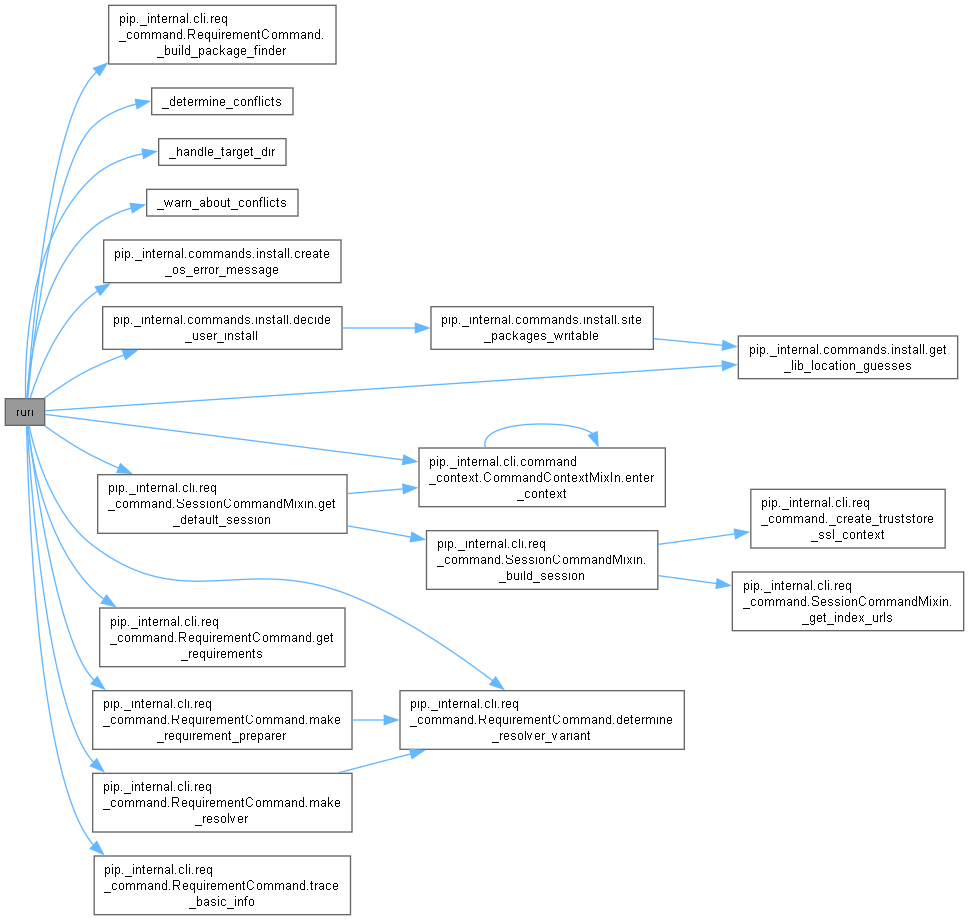 pip._internal.cli.req
_command.RequirementCommand.
_build_package_finder
_determine_conflicts
_handle_target_dir
_warn_about_conflicts
pip._internal.commands.install.create
_os_error_message
pip._internal.commands.install.decide
_user_install
pip._internal.commands.install.site
_packages_writable
pip._internal.commands.install.get
_lib_location_guesses
run
pip._internal.cli.command
_context.CommandContextMixIn.enter
_context
pip._internal.cli.req
_command.SessionCommandMixin.get
_default_session
pip._internal.cli.req
_command._create_truststore
_ssl_context
pip._internal.cli.req
_command.SessionCommandMixin.
_build_session
pip._internal.cli.req
_command.SessionCommandMixin.
_get_index_urls
pip._internal.cli.req
_command.RequirementCommand.get
_requirements
pip._internal.cli.req
_command.RequirementCommand.make
_requirement_preparer
pip._internal.cli.req
_command.RequirementCommand.determine
_resolver_variant
pip._internal.cli.req
_command.RequirementCommand.make
_resolver
pip._internal.cli.req
_command.RequirementCommand.trace
_basic_info